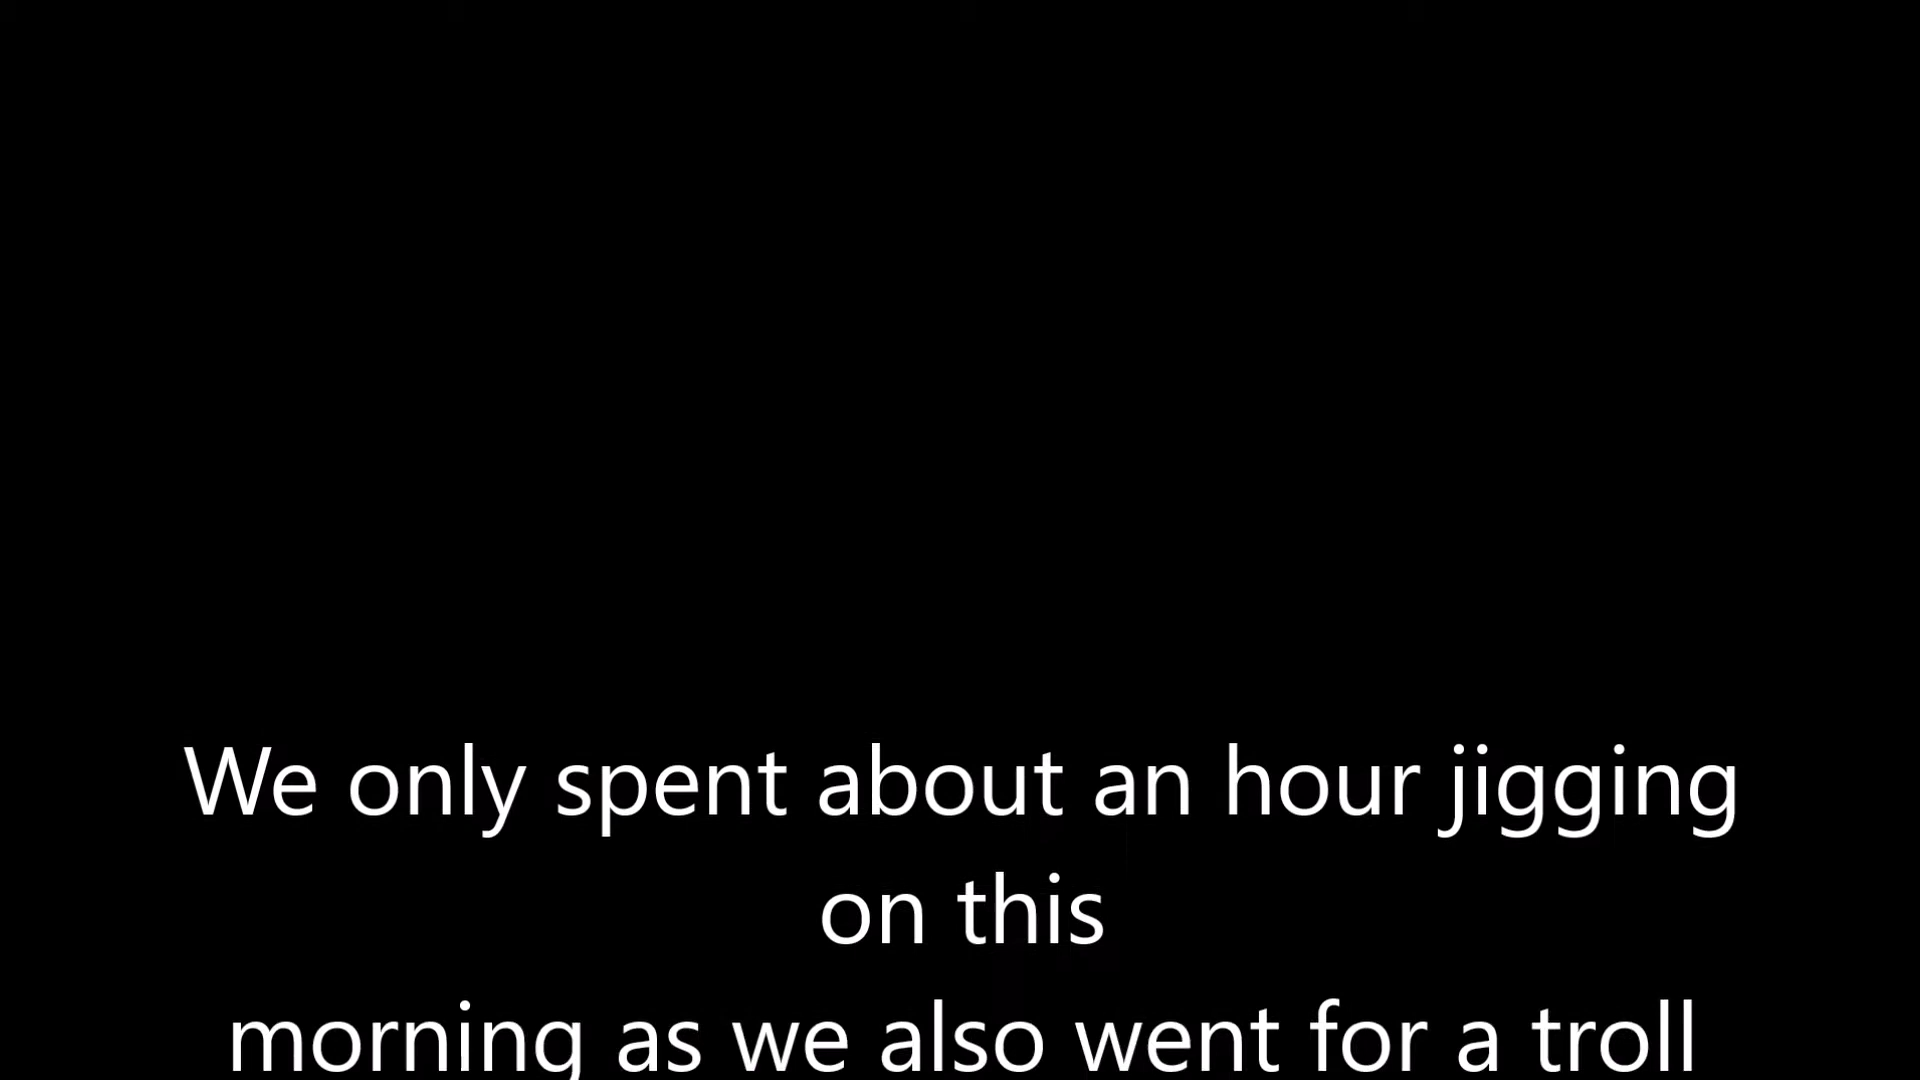 We only spent about an hour jigging
on this
morning as we also went for a troll